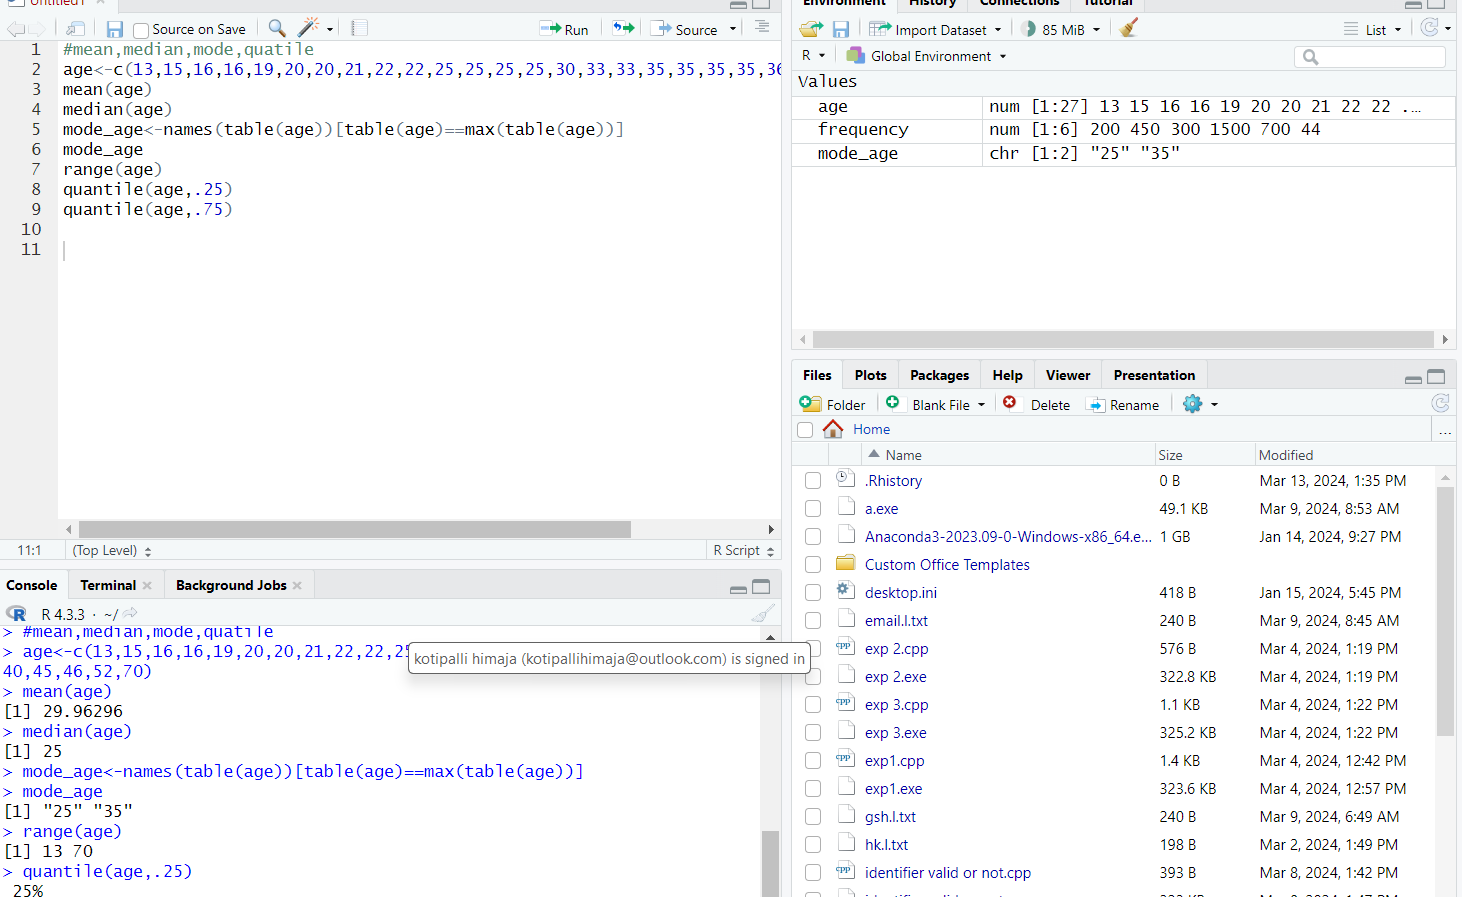 Untitled1
Source on Save
Run
Source
1 #mean,median,mode,quatile
2 age<-c(13,15,16,16,19,20,20,21,22,22,25,25,25,25,30,33,33,35,35,35,35,36
3 mean(age)
4 median(age)
5 mode_age<-names(table(age))[table(age)==max(table(age))]
6 mode_age
7 range(age)
8 quantile(age,.25)
9 quantile(age,.75)
10
11
11:1 (Top Level) R Script
Console Terminal Background Jobs
R 4.3.3 · ~/
> #mean,median,mode,quatile
> age<-c(13,15,16,16,19,20,20,21,22,22,25
40,45,46,52,70)
> mean(age)
[1] 29.96296
> median(age)
[1] 25
> mode_age<-names(table(age))[table(age)==max(table(age))]
> mode_age
[1] "25" "35"
> range(age)
[1] 13 70
> quantile(age,.25)
25%
kotipalli himaja (kotipallihimaja@outlook.com) is signed in
Environment History Connections Tutorial
Import Dataset 85 MiB List
R Global Environment
Values
age num [1:27] 13 15 16 16 19 20 20 21 22 22 ...
frequency num [1:6] 200 450 300 1500 700 44
mode_age chr [1:2] "25" "35"
Files Plots Packages Help Viewer Presentation
Folder Blank File Delete Rename
Home ...
Name Size Modified
.Rhistory 0 B Mar 13, 2024, 1:35 PM
a.exe 49.1 KB Mar 9, 2024, 8:53 AM
Anaconda3-2023.09-0-Windows-x86_64.e... 1 GB Jan 14, 2024, 9:27 PM
Custom Office Templates
desktop.ini 418 B Jan 15, 2024, 5:45 PM
email.l.txt 240 B Mar 9, 2024, 8:45 AM
exp 2.cpp 576 B Mar 4, 2024, 1:19 PM
exp 2.exe 322.8 KB Mar 4, 2024, 1:19 PM
exp 3.cpp 1.1 KB Mar 4, 2024, 1:22 PM
exp 3.exe 325.2 KB Mar 4, 2024, 1:22 PM
exp1.cpp 1.4 KB Mar 4, 2024, 12:42 PM
exp1.exe 323.6 KB Mar 4, 2024, 12:57 PM
gsh.l.txt 240 B Mar 9, 2024, 6:49 AM
hk.l.txt 198 B Mar 2, 2024, 1:49 PM
identifier valid or not.cpp 393 B Mar 8, 2024, 1:42 PM